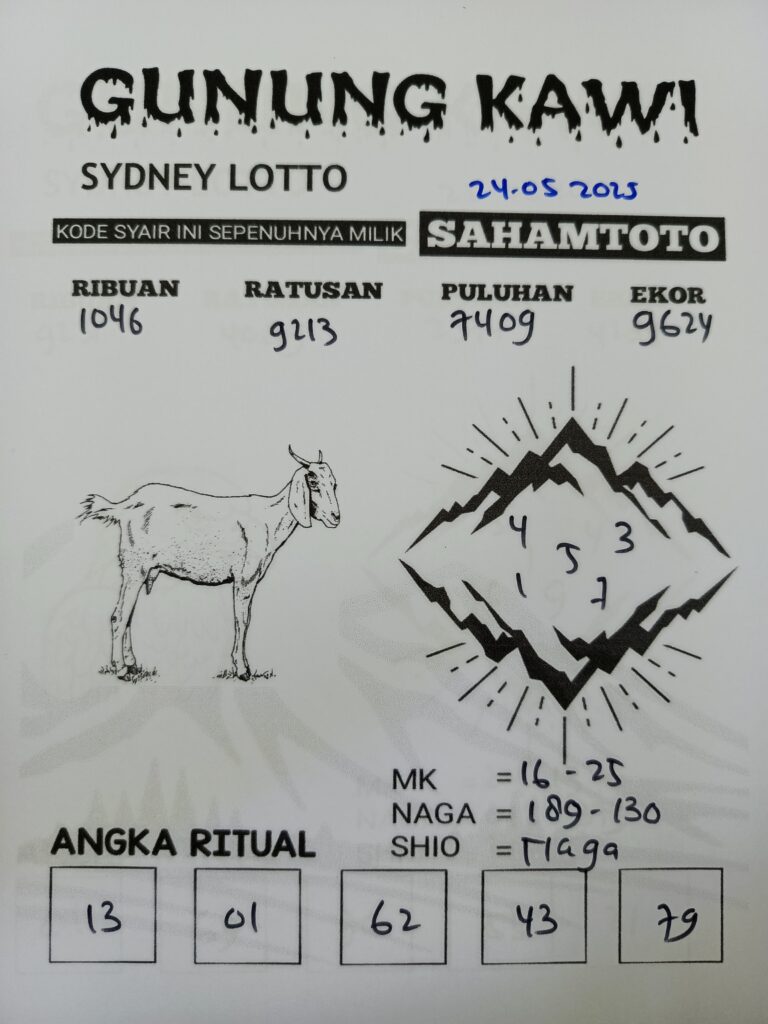 GUNUNG KAWI
SYDNEY LOTTO 24-05 2025
KODE SYAIR INI SEPENUHNYA MILIK SAHAMTOTO
RIBUAN RATUSAN PULUHAN EKOR
1046 9213 7409 9624
4 3
5
1 7
MK = 16 - 25
NAGA = 189 - 130
SHIO = Naga
ANGKA RITUAL
13 01 62 43 79